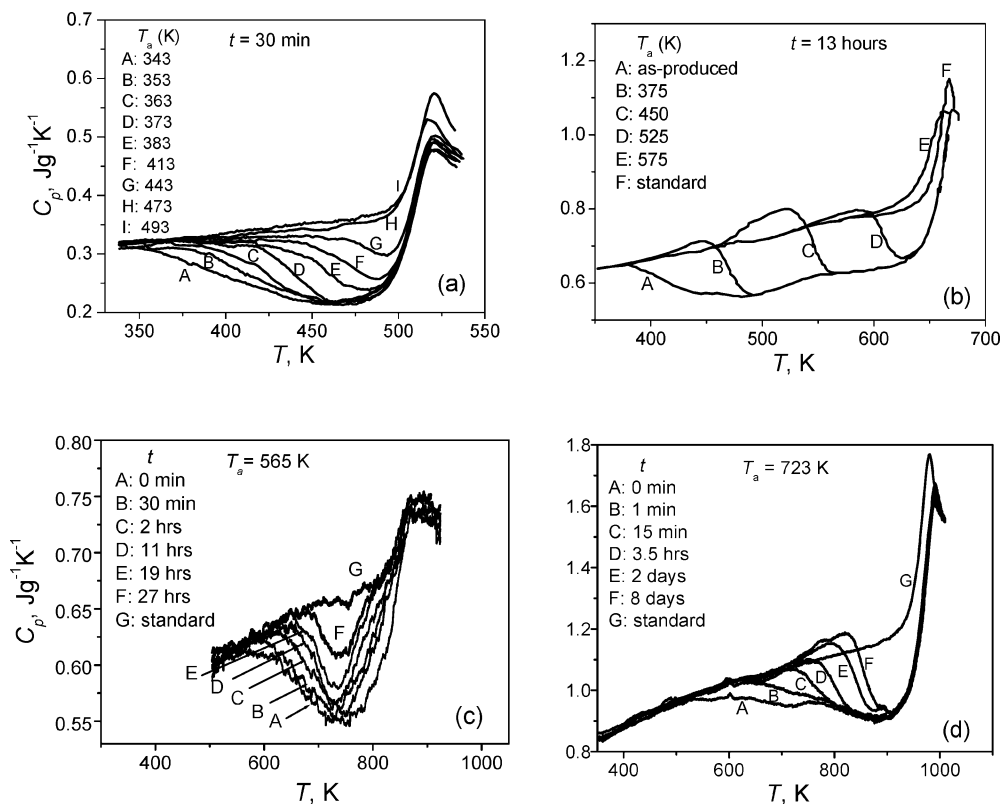 0.7
0.6
0.5
0.4
0.3
0.2
C_p, Jg⁻¹K⁻¹
T_a (K)
t = 30 min
A: 343
B: 353
C: 363
D: 373
E: 383
F: 413
G: 443
H: 473
I: 493
I
H
G
A
B
C
D
E
F
(a)
350 400 450 500 550
T, K
1.2
1.0
0.8
0.6
T_a (K)
t = 13 hours
A: as-produced
B: 375
C: 450
D: 525
E: 575
F: standard
F
E
A
B
C
D
(b)
400 500 600 700
T, K
0.80
0.75
0.70
0.65
0.60
0.55
C_p, Jg⁻¹K⁻¹
t
T_a = 565 K
A: 0 min
B: 30 min
C: 2 hrs
D: 11 hrs
E: 19 hrs
F: 27 hrs
G: standard
G
F
E
D
C
B
A
(c)
400 600 800 1000
T, K
1.8
1.6
1.4
1.2
1.0
0.8
t
T_a = 723 K
A: 0 min
B: 1 min
C: 15 min
D: 3.5 hrs
E: 2 days
F: 8 days
G: standard
G
A
B
C
D
E
F
(d)
400 600 800 1000
T, K